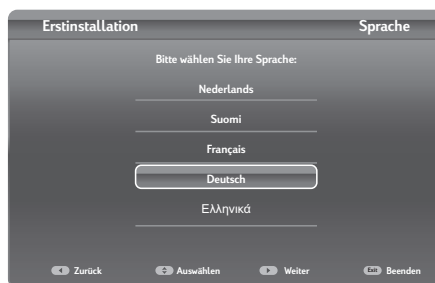 Erstinstallation Sprache
Bitte wählen Sie Ihre Sprache:
Nederlands
Suomi
Français
Deutsch
Ελληνικά
Zurück Auswählen Weiter Exit Beenden